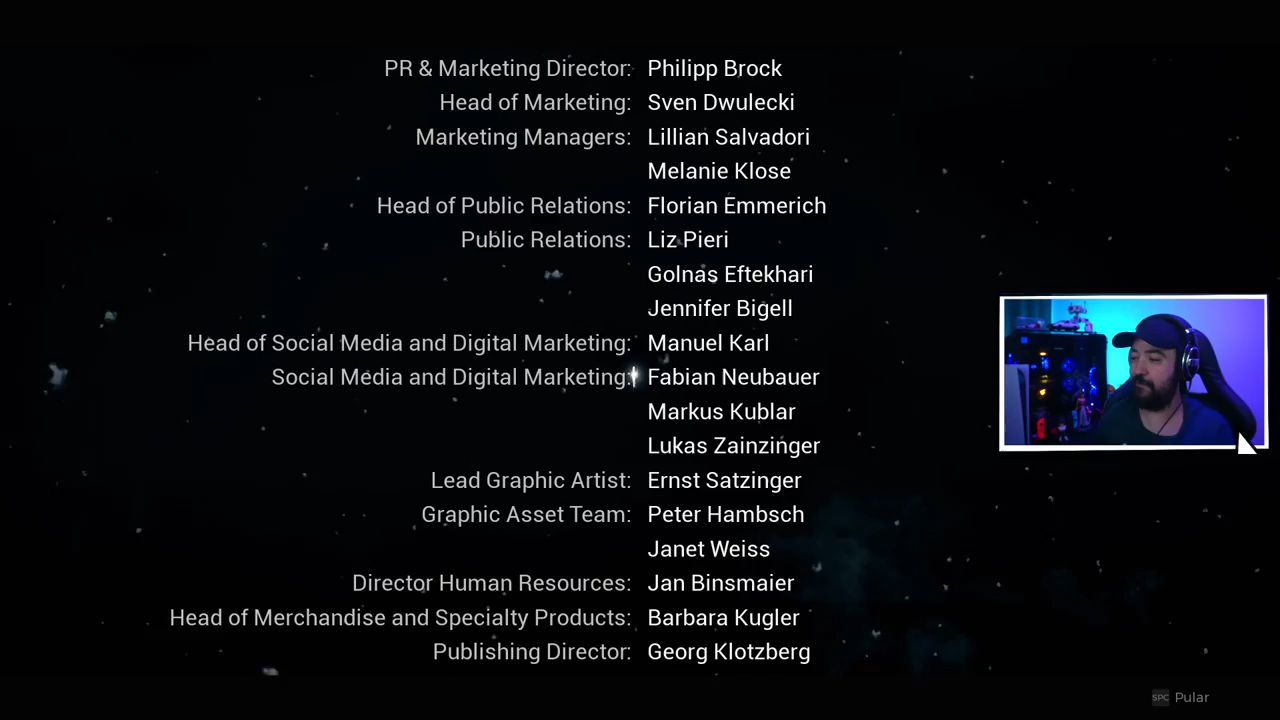 PR & Marketing Director: Philipp Brock
Head of Marketing: Sven Dwulecki
Marketing Managers: Lillian Salvadori
Melanie Klose
Head of Public Relations: Florian Emmerich
Public Relations: Liz Pieri
Golnas Eftekhari
Jennifer Bigell
Head of Social Media and Digital Marketing: Manuel Karl
Social Media and Digital Marketing: Fabian Neubauer
Markus Kublar
Lukas Zainzinger
Lead Graphic Artist: Ernst Satzinger
Graphic Asset Team: Peter Hambsch
Janet Weiss
Director Human Resources: Jan Binsmaier
Head of Merchandise and Specialty Products: Barbara Kugler
Publishing Director: Georg Klotzberg
SPC Pular